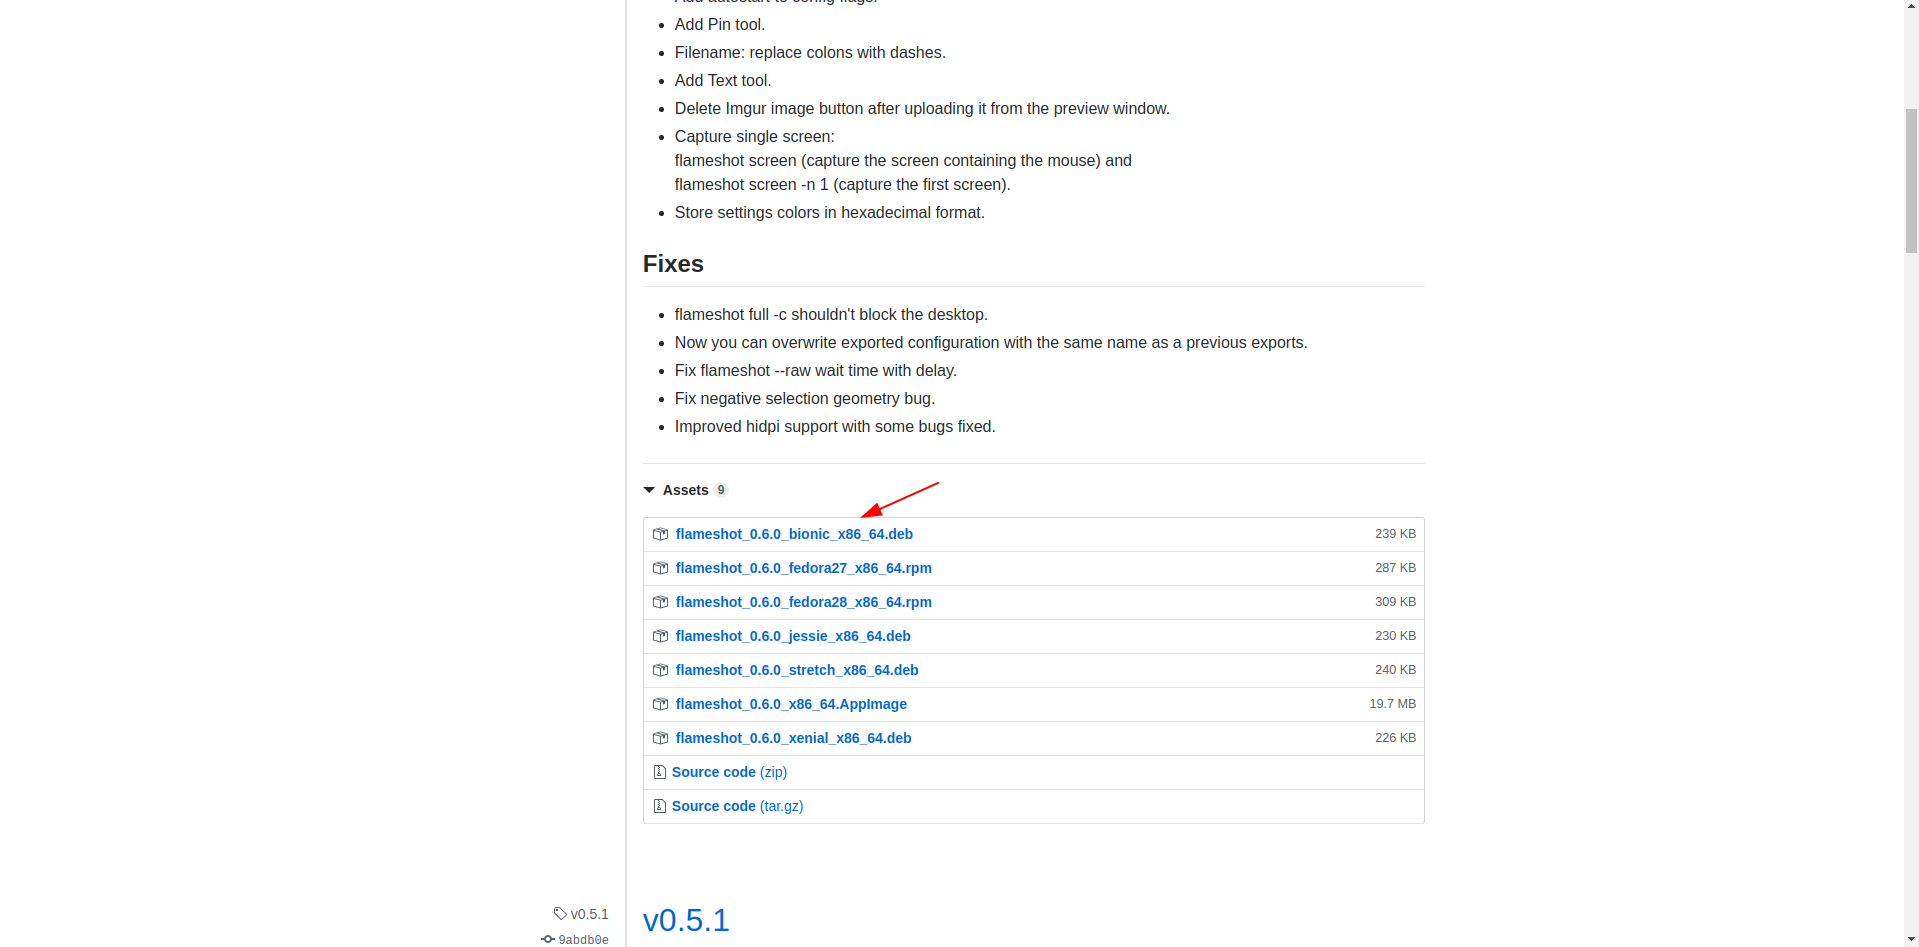 Add autostart to config flags.
Add Pin tool.
Filename: replace colons with dashes.
Add Text tool.
Delete Imgur image button after uploading it from the preview window.
Capture single screen:
flameshot screen (capture the screen containing the mouse) and
flameshot screen -n 1 (capture the first screen).
Store settings colors in hexadecimal format.
Fixes
flameshot full -c shouldn't block the desktop.
Now you can overwrite exported configuration with the same name as a previous exports.
Fix flameshot --raw wait time with delay.
Fix negative selection geometry bug.
Improved hidpi support with some bugs fixed.
Assets 9
flameshot_0.6.0_bionic_x86_64.deb 239 KB
flameshot_0.6.0_fedora27_x86_64.rpm 287 KB
flameshot_0.6.0_fedora28_x86_64.rpm 309 KB
flameshot_0.6.0_jessie_x86_64.deb 230 KB
flameshot_0.6.0_stretch_x86_64.deb 240 KB
flameshot_0.6.0_x86_64.AppImage 19.7 MB
flameshot_0.6.0_xenial_x86_64.deb 226 KB
Source code (zip)
Source code (tar.gz)
v0.5.1
9abdb0e
v0.5.1